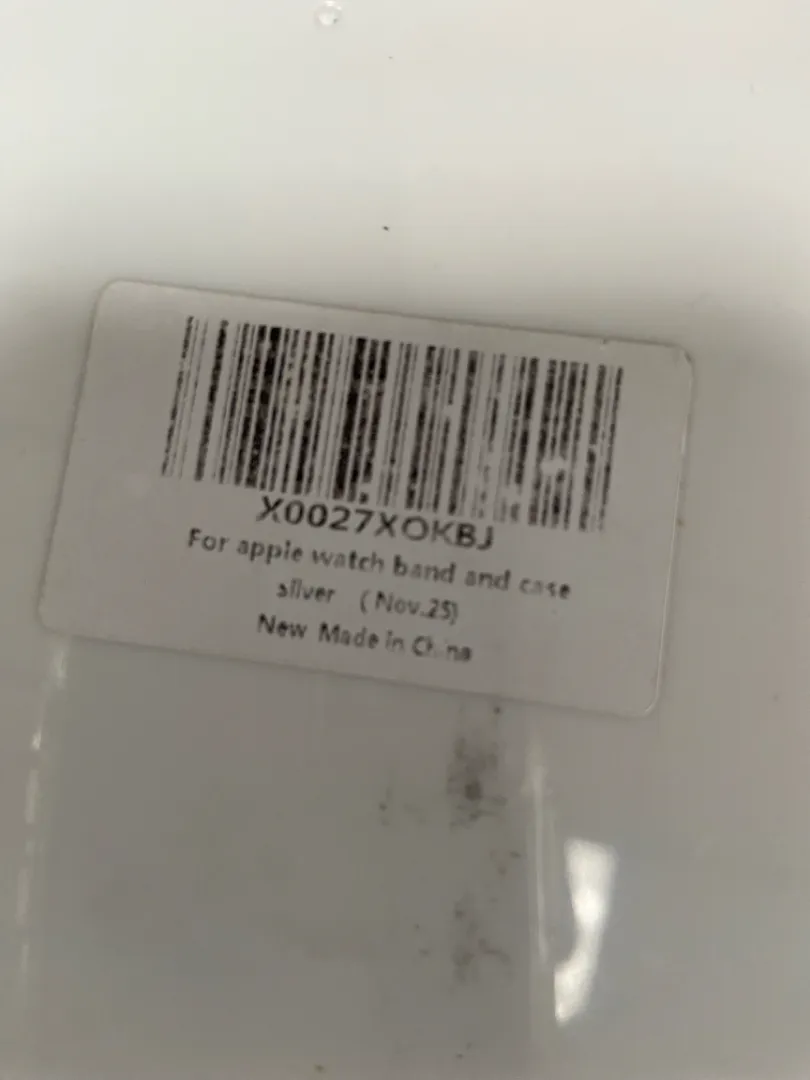 X0027XOKBJ
For apple watch band and case
silver (Nov.25)
New Made in China